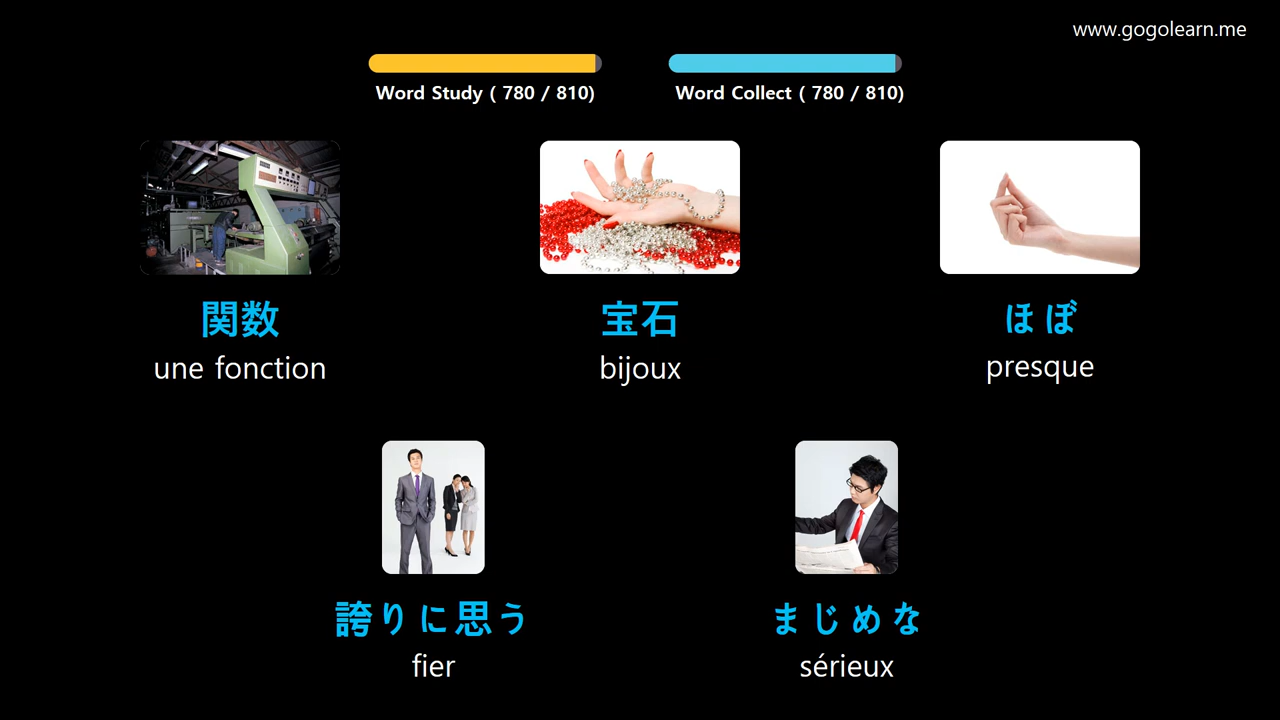 www.gogolearn.me
Word Study ( 780 / 810)
Word Collect ( 780 / 810)
関数
une fonction
宝石
bijoux
ほぼ
presque
誇りに思う
fier
まじめな
sérieux